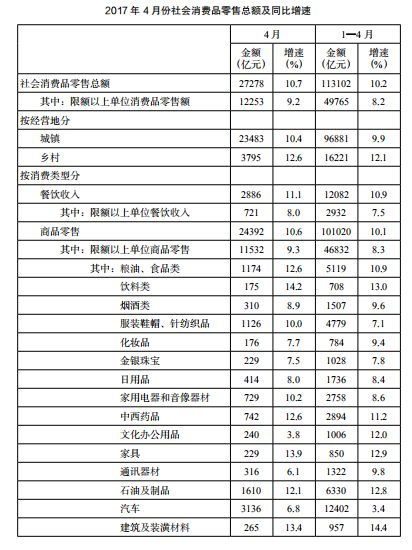 2017 年 4 月份社会消费品零售总额及同比增速
4 月 1—4 月
金额 增速 金额 增速
(亿元) (%) (亿元) (%)
社会消费品零售总额 27278 10.7 113102 10.2
其中：限额以上单位消费品零售额 12253 9.2 49765 8.2
按经营地分
城镇 23483 10.4 96881 9.9
乡村 3795 12.6 16221 12.1
按消费类型分
餐饮收入 2886 11.1 12082 10.9
其中：限额以上单位餐饮收入 721 8.0 2932 7.5
商品零售 24392 10.6 101020 10.1
其中：限额以上单位商品零售 11532 9.3 46832 8.3
其中：粮油、食品类 1174 12.6 5119 10.9
饮料类 175 14.2 708 13.0
烟酒类 310 8.9 1507 9.6
服装鞋帽、针纺织品 1126 10.0 4779 7.1
化妆品 176 7.7 784 9.4
金银珠宝 229 7.5 1028 7.8
日用品 414 8.0 1736 8.4
家用电器和音像器材 729 10.2 2758 8.6
中西药品 742 12.6 2894 11.2
文化办公用品 240 3.8 1006 12.0
家具 229 13.9 850 12.9
通讯器材 316 6.1 1322 9.8
石油及制品 1610 12.1 6330 12.8
汽车 3136 6.8 12402 3.4
建筑及装潢材料 265 13.4 957 14.4